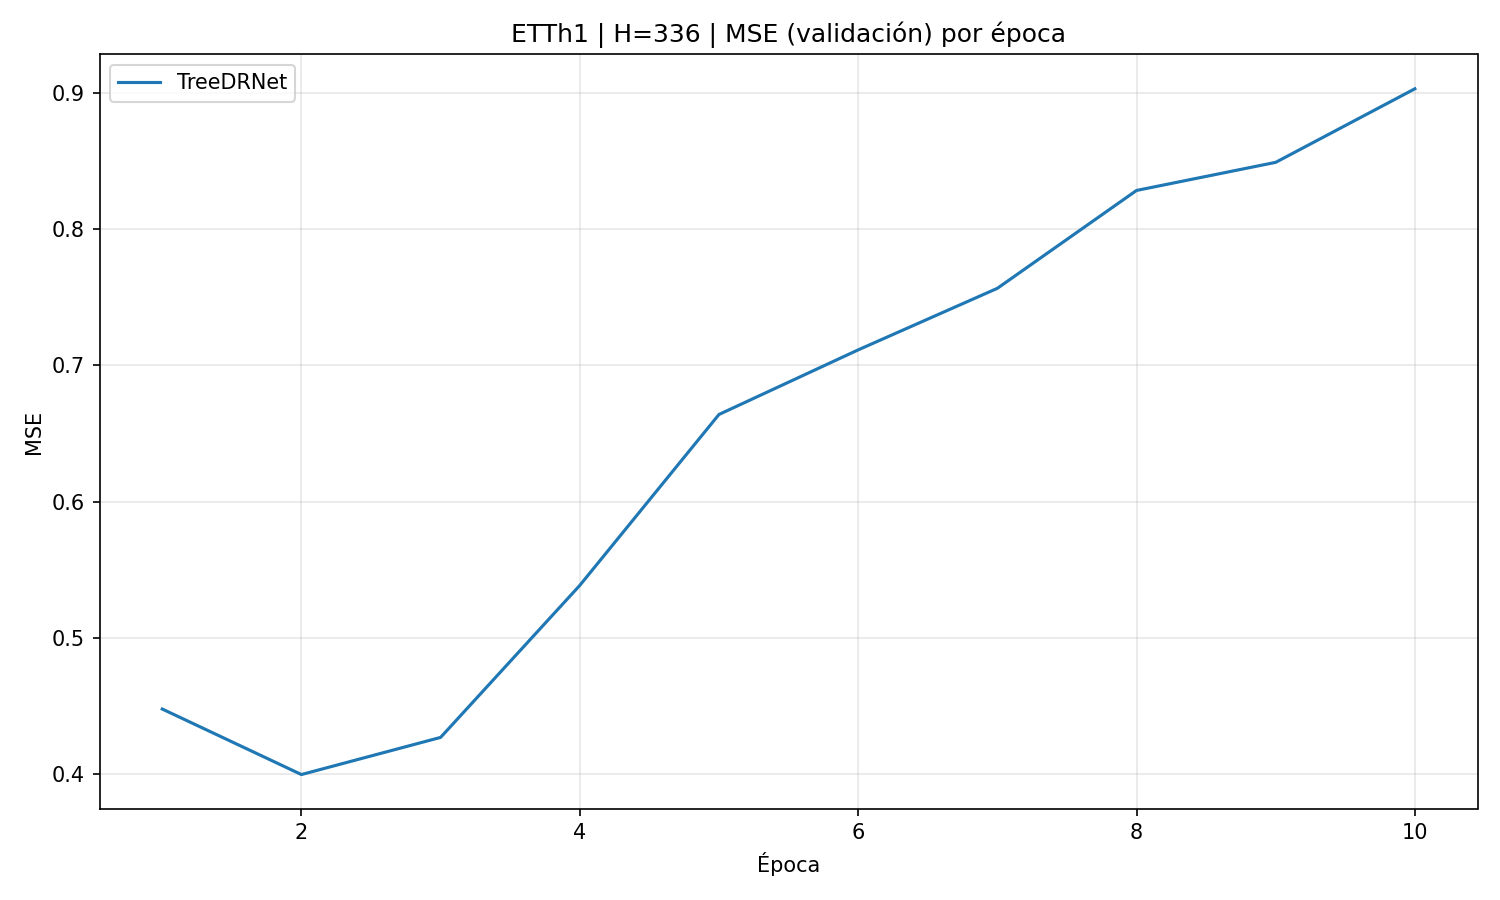 ETTh1 | H=336 | MSE (validación) por época
TreeDRNet
0.9
0.8
0.7
0.6
0.5
0.4
MSE
2 4 6 8 10
Época